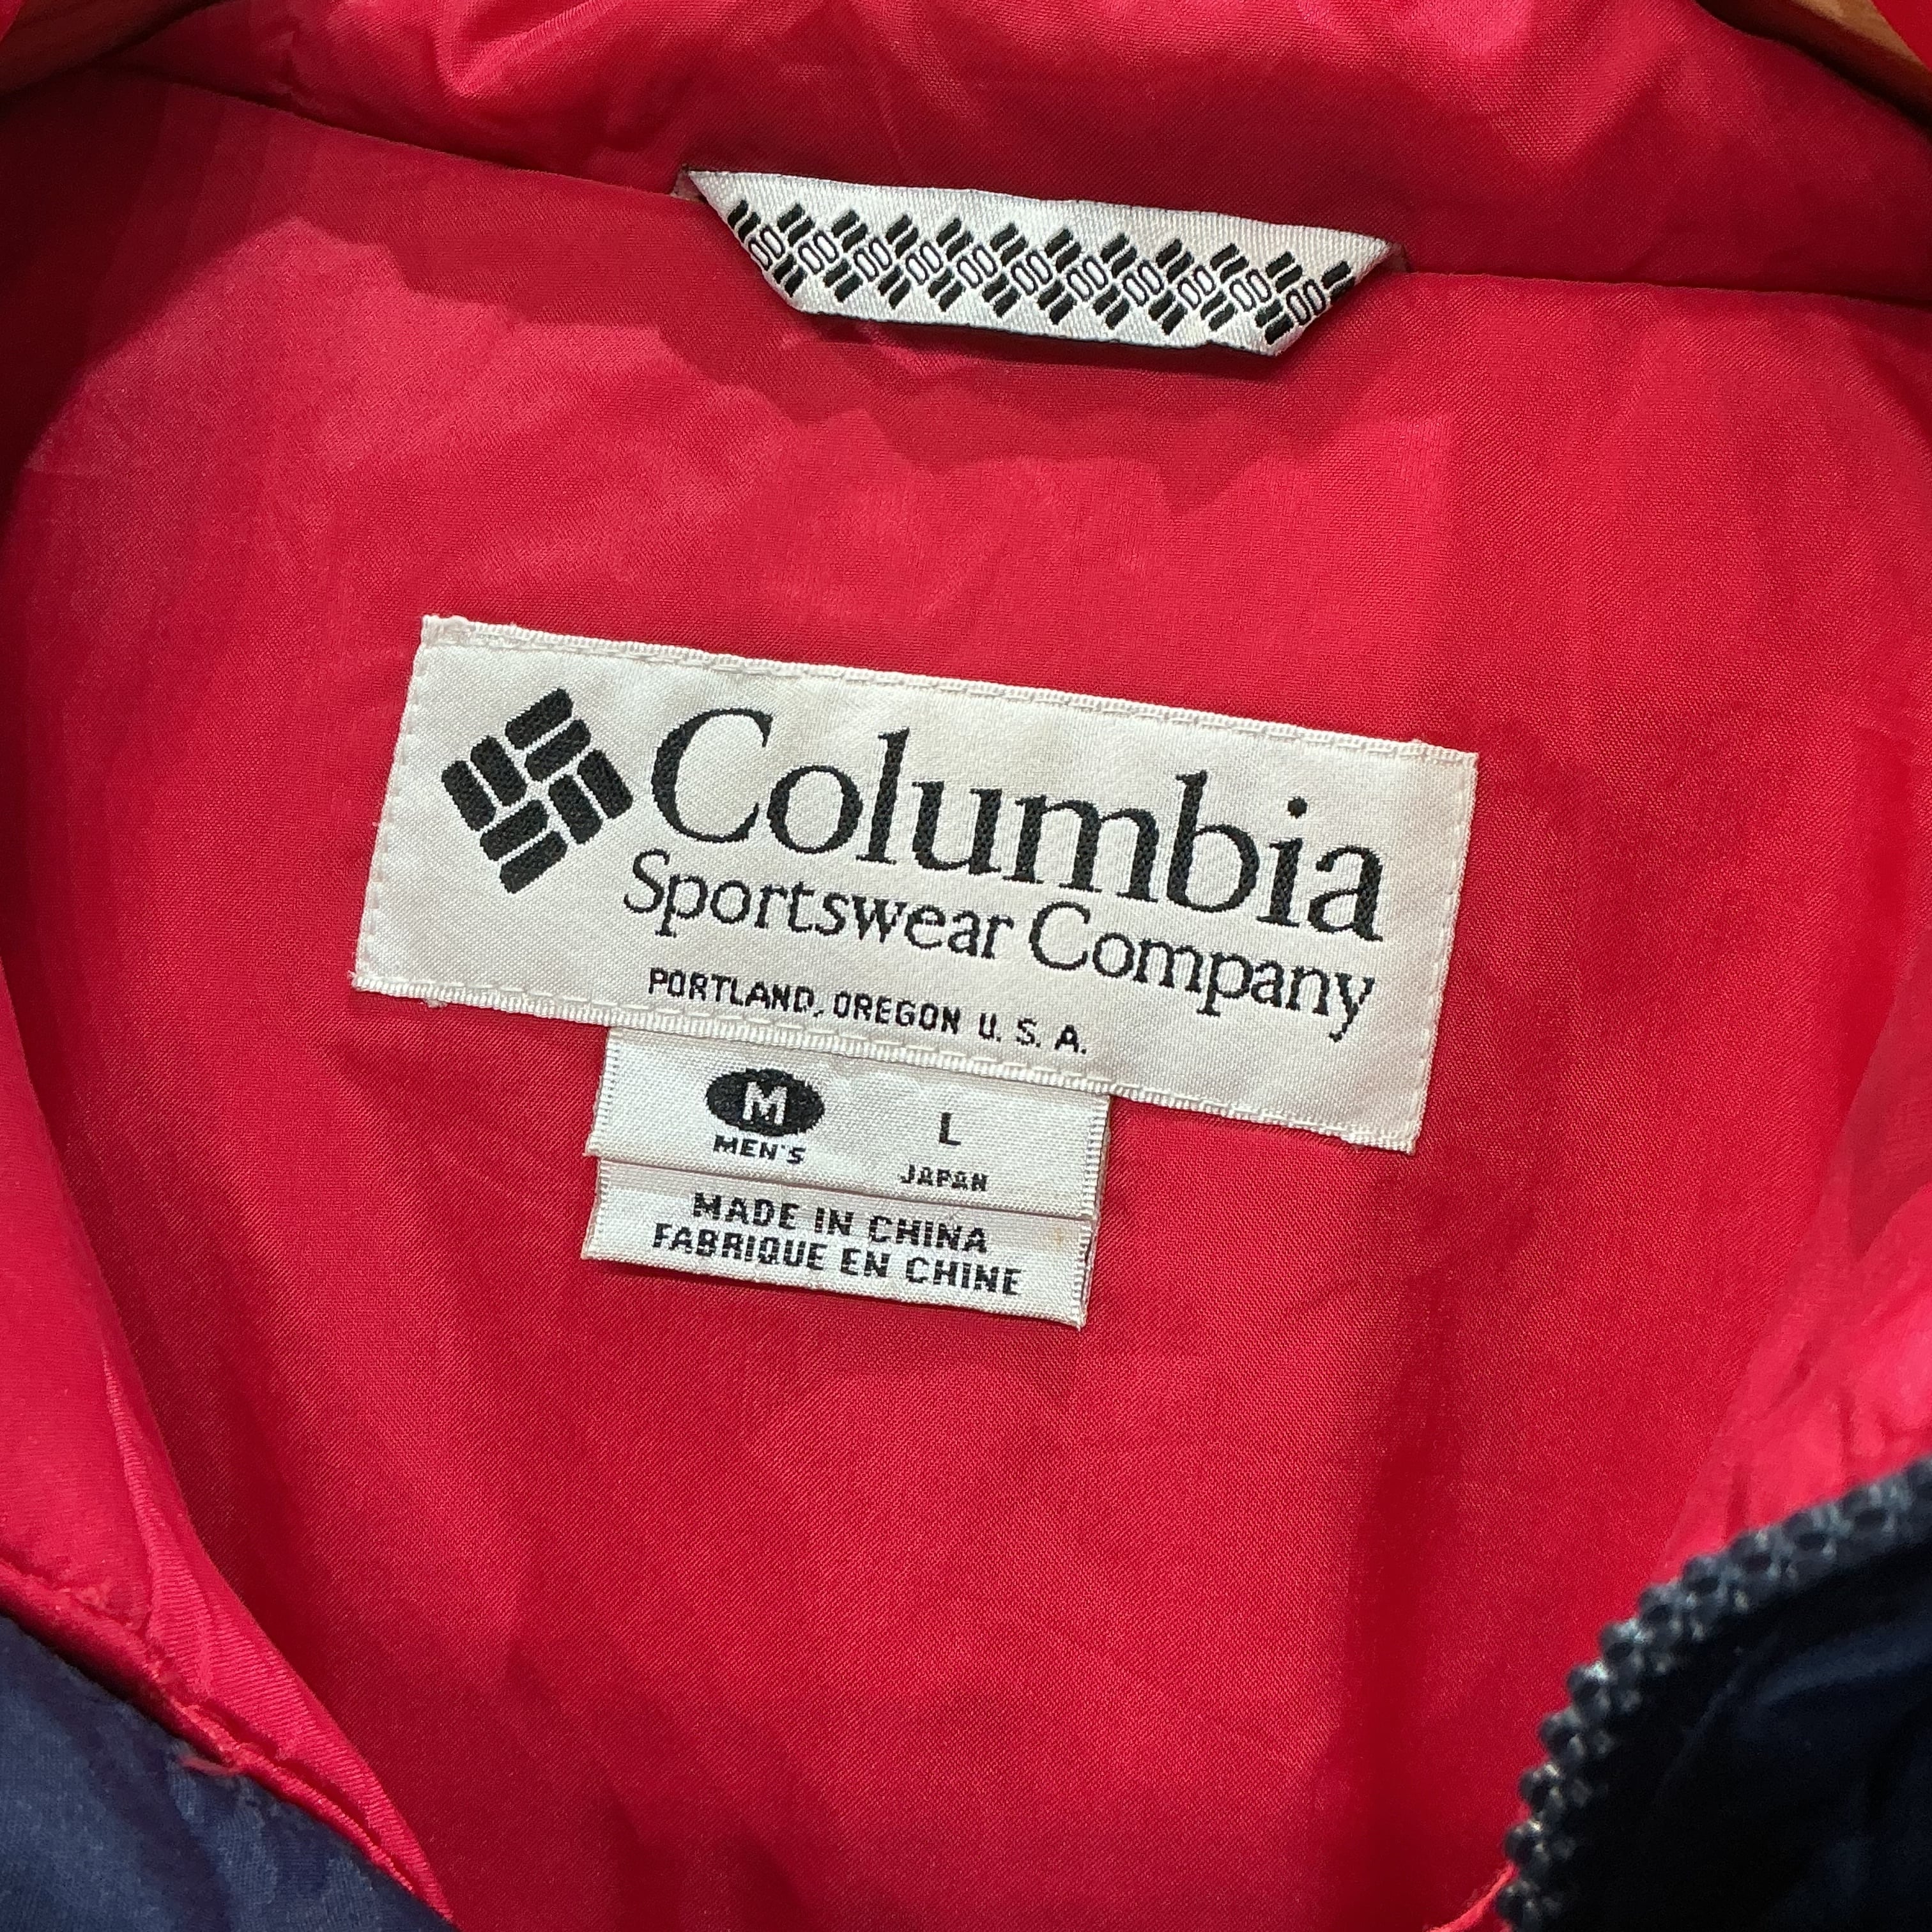 Columbia
Sportswear Company
PORTLAND, OREGON U. S. A.
M L
MEN'S JAPAN
MADE IN CHINA
FABRIQUE EN CHINE